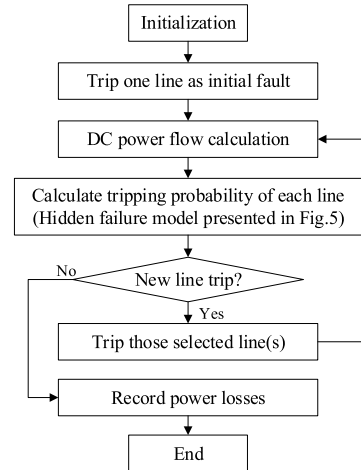 Initialization
Trip one line as initial fault
DC power flow calculation
Calculate tripping probability of each line
(Hidden failure model presented in Fig.5)
No
New line trip?
Yes
Trip those selected line(s)
Record power losses
End